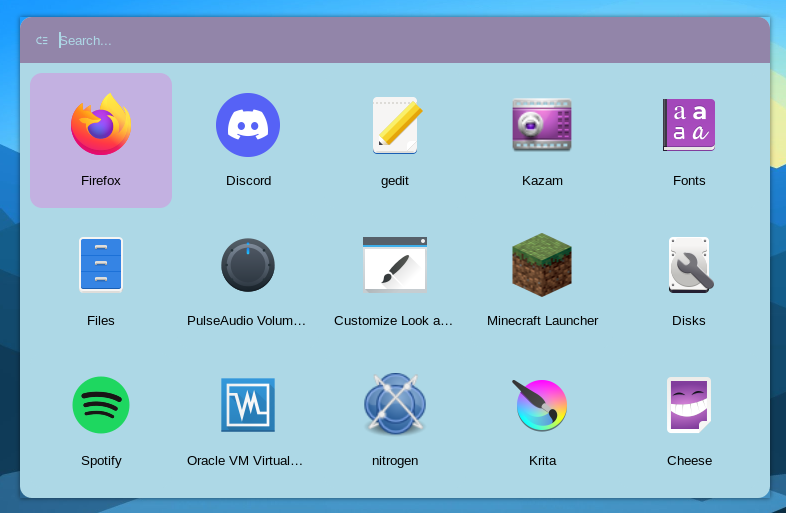 Search...
Firefox
Discord
gedit
Kazam
a a
a a
Fonts
Files
PulseAudio Volum…
Customize Look a…
Minecraft Launcher
Disks
Spotify
Oracle VM Virtual…
nitrogen
Krita
Cheese